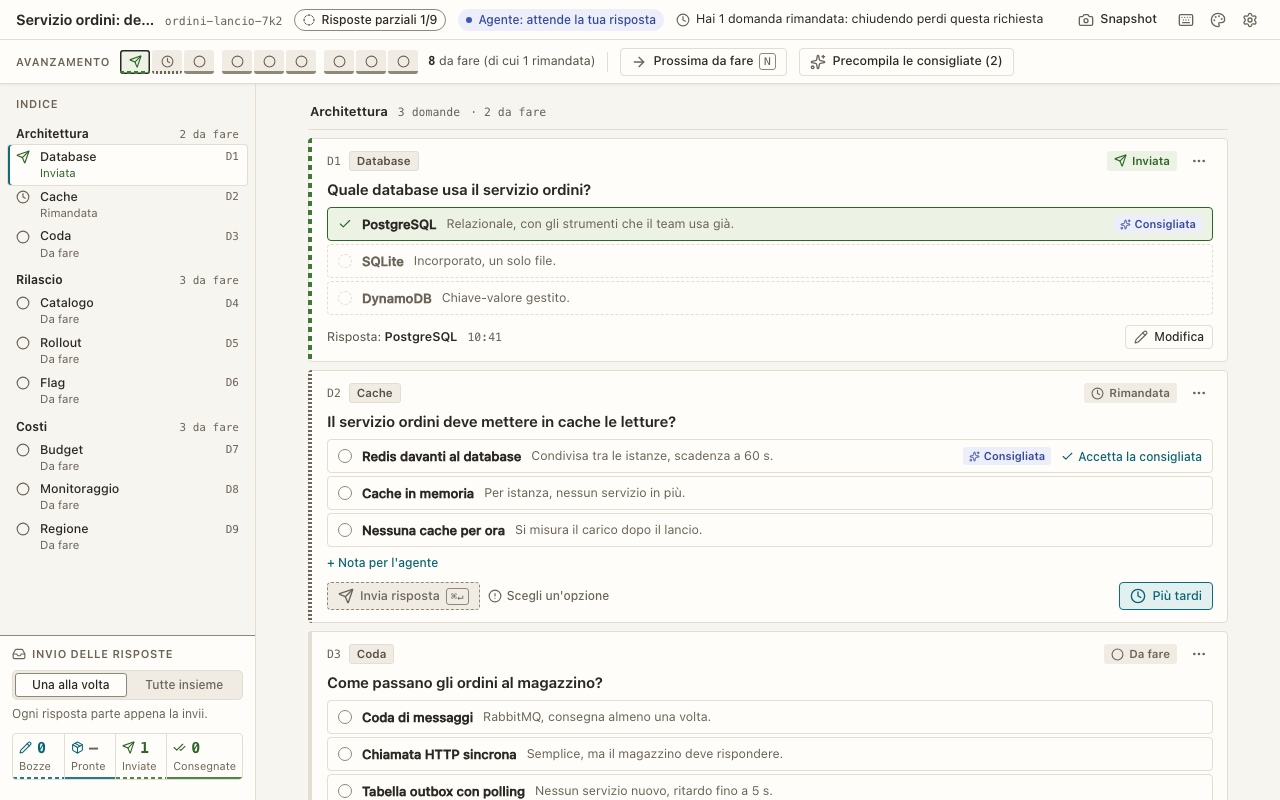 Servizio ordini: de... ordini-lancio-7k2 Risposte parziali 1/9 Agente: attende la tua risposta Hai 1 domanda rimandata: chiudendo perdi questa richiesta Snapshot
AVANZAMENTO 8 da fare (di cui 1 rimandata) Prossima da fare N Precompila le consigliate (2)
INDICE
Architettura 2 da fare
Database D1
Inviata
Cache D2
Rimandata
Coda D3
Da fare
Rilascio 3 da fare
Catalogo D4
Da fare
Rollout D5
Da fare
Flag D6
Da fare
Costi 3 da fare
Budget D7
Da fare
Monitoraggio D8
Da fare
Regione D9
Da fare
INVIO DELLE RISPOSTE
Una alla volta Tutte insieme
Ogni risposta parte appena la invii.
0 – 1 0
Bozze Pronte Inviate Consegnate
Architettura 3 domande · 2 da fare
D1 Database Inviata
Quale database usa il servizio ordini?
PostgreSQL Relazionale, con gli strumenti che il team usa già. Consigliata
SQLite Incorporato, un solo file.
DynamoDB Chiave-valore gestito.
Risposta: PostgreSQL 10:41 Modifica
D2 Cache Rimandata
Il servizio ordini deve mettere in cache le letture?
Redis davanti al database Condivisa tra le istanze, scadenza a 60 s. Consigliata Accetta la consigliata
Cache in memoria Per istanza, nessun servizio in più.
Nessuna cache per ora Si misura il carico dopo il lancio.
+ Nota per l'agente
Invia risposta ⌘↵ Scegli un'opzione Più tardi
D3 Coda Da fare
Come passano gli ordini al magazzino?
Coda di messaggi RabbitMQ, consegna almeno una volta.
Chiamata HTTP sincrona Semplice, ma il magazzino deve rispondere.
Tabella outbox con polling Nessun servizio nuovo, ritardo fino a 5 s.